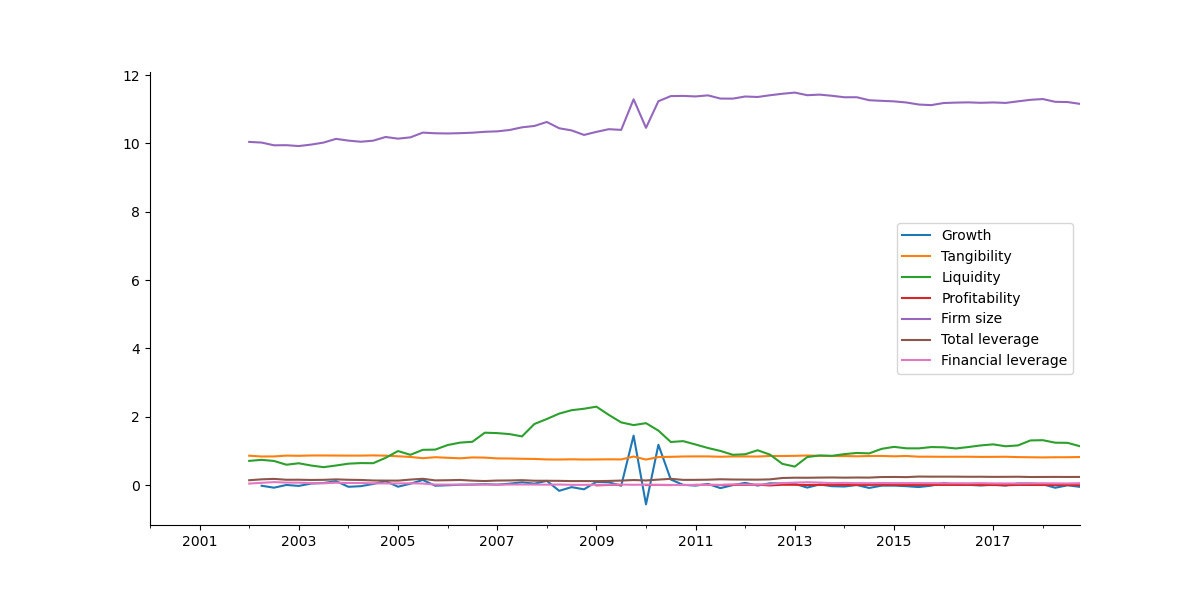 12
10
8
6
4
2
0
2001 2003 2005 2007 2009 2011 2013 2015 2017
Growth
Tangibility
Liquidity
Profitability
Firm size
Total leverage
Financial leverage